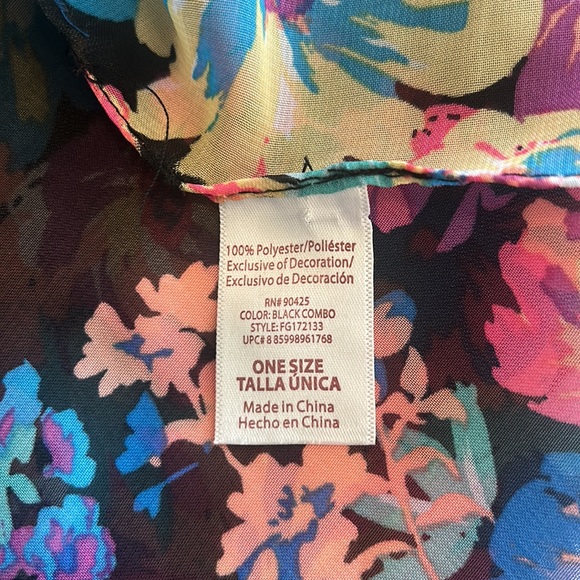 100% Polyester/Poliéster
Exclusive of Decoration/
Exclusivo de Decoración
RN# 90425
COLOR: BLACK COMBO
STYLE: FG172133
UPC# 8 85998961768
ONE SIZE
TALLA ÚNICA
Made in China
Hecho en China